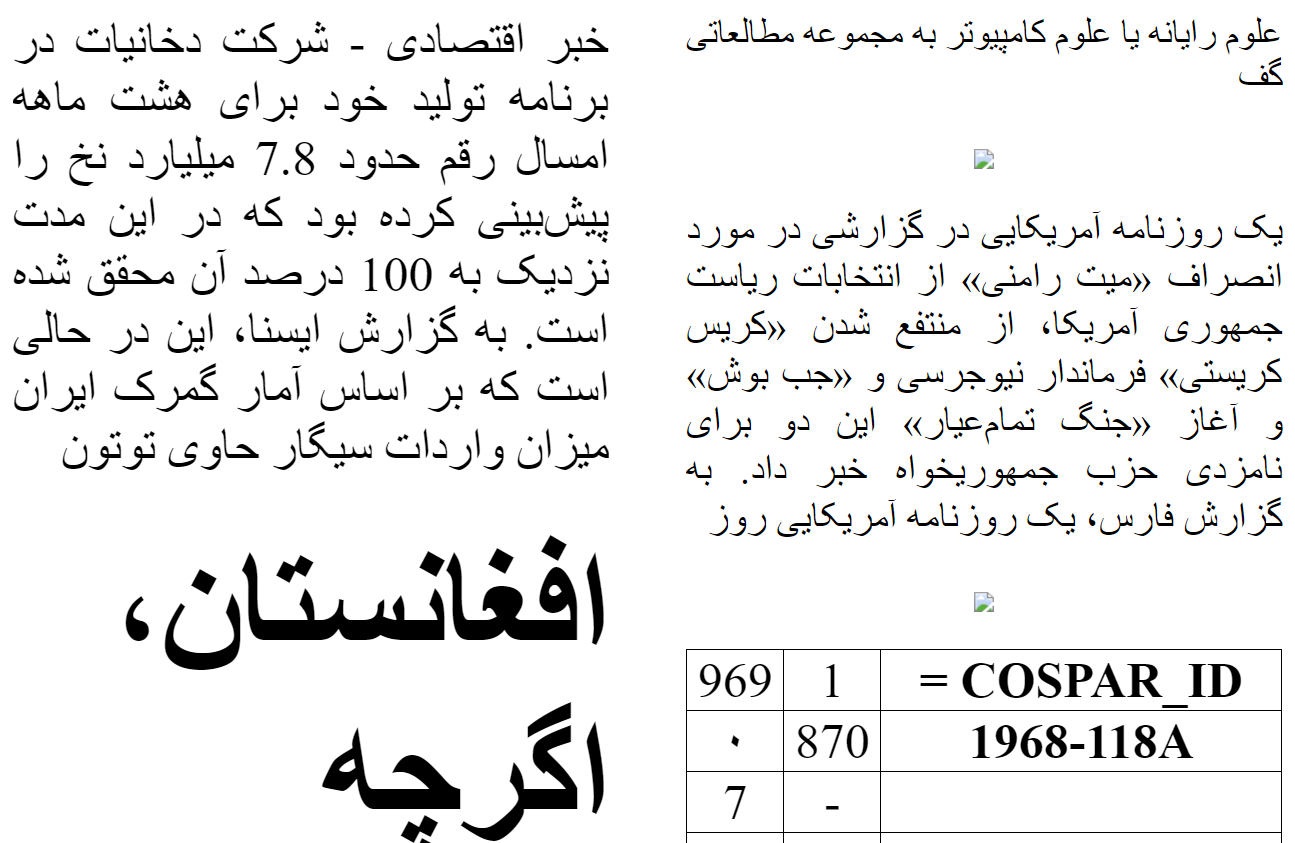 علوم رایانه یا علوم کامپیوتر به مجموعه مطالعاتی
گف
یک روزنامه آمریکایی در گزارشی در مورد
انصراف «میت رامنی» از انتخابات ریاست
جمهوری آمریکا، از منتفع شدن «کریس
کریستی» فرماندار نیوجرسی و «جب بوش»
و آغاز «جنگ تمام‌عیار» این دو برای
نامزدی حزب جمهوریخواه خبر داد. به
گزارش فارس، یک روزنامه آمریکایی روز
= COSPAR_ID 1 969
1968-118A 870 ۰
- 7
خبر اقتصادی - شرکت دخانیات در
برنامه تولید خود برای هشت ماهه
امسال رقم حدود 7.8 میلیارد نخ را
پیش‌بینی کرده بود که در این مدت
نزدیک به 100 درصد آن محقق شده
است. به گزارش ایسنا، این در حالی
است که بر اساس آمار گمرک ایران
میزان واردات سیگار حاوی توتون
افغانستان،
اگرچه